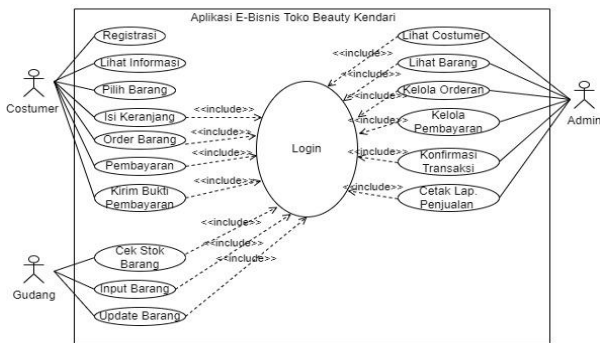 Aplikasi E-Bisnis Toko Beauty Kendari
Registrasi
Lihat Informasi
Pilih Barang
Isi Keranjang
Order Barang
Pembayaran
Kirim Bukti
Pembayaran
Costumer
<<include>>
<<include>>
<<include>>
<<include>>
Login
Lihat Costumer
Lihat Barang
Kelola Orderan
Kelola
Pembayaran
Konfirmasi
Transaksi
Cetak Lap.
Penjualan
Admin
<<include>>
<<include>>
<<include>>
<<include>>
<<include>>
<<include>>
Cek Stok
Barang
Input Barang
Update Barang
Gudang
<<include>>
<<include>>
<<include>>